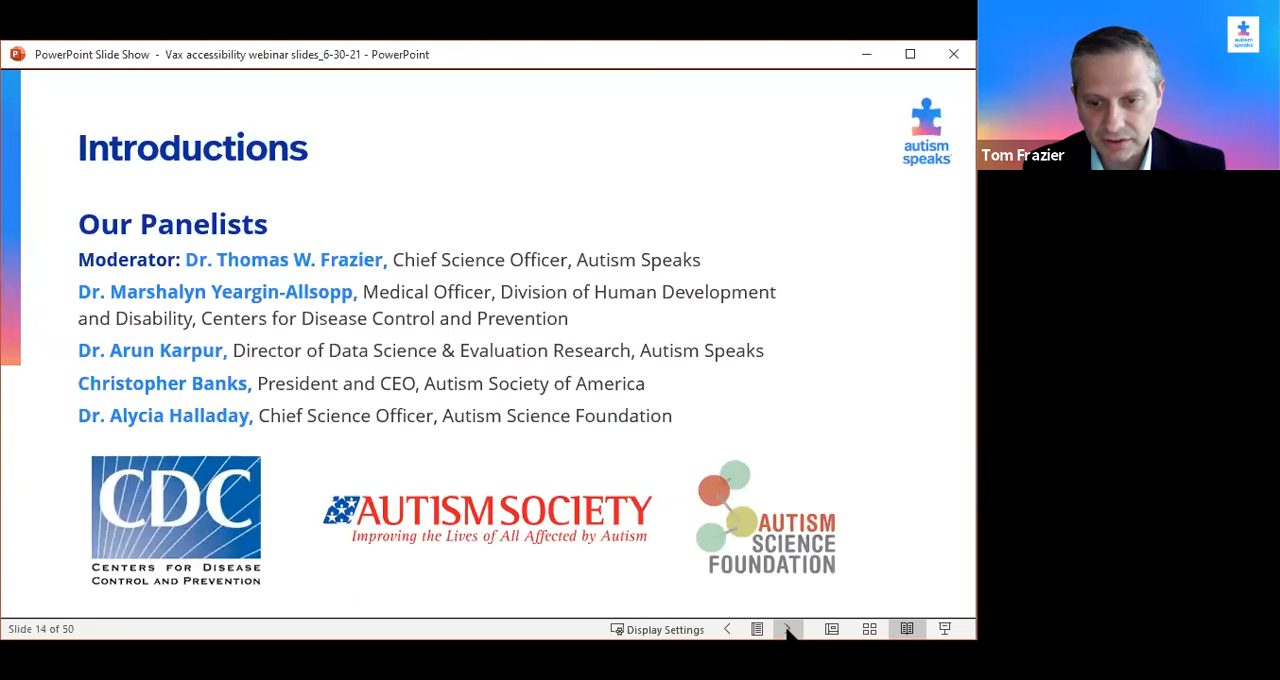 PowerPoint Slide Show - Vax accessibility webinar slides_6-30-21 - PowerPoint
autism
speaks
Tom Frazier
Introductions
autism
speaks
Our Panelists
Moderator: Dr. Thomas W. Frazier, Chief Science Officer, Autism Speaks
Dr. Marshalyn Yeargin-Allsopp, Medical Officer, Division of Human Development
and Disability, Centers for Disease Control and Prevention
Dr. Arun Karpur, Director of Data Science & Evaluation Research, Autism Speaks
Christopher Banks, President and CEO, Autism Society of America
Dr. Alycia Halladay, Chief Science Officer, Autism Science Foundation
CDC
CENTERS FOR DISEASE
CONTROL AND PREVENTION
AUTISM SOCIETY
Improving the Lives of All Affected by Autism
AUTISM
SCIENCE
FOUNDATION
Slide 14 of 50
Display Settings